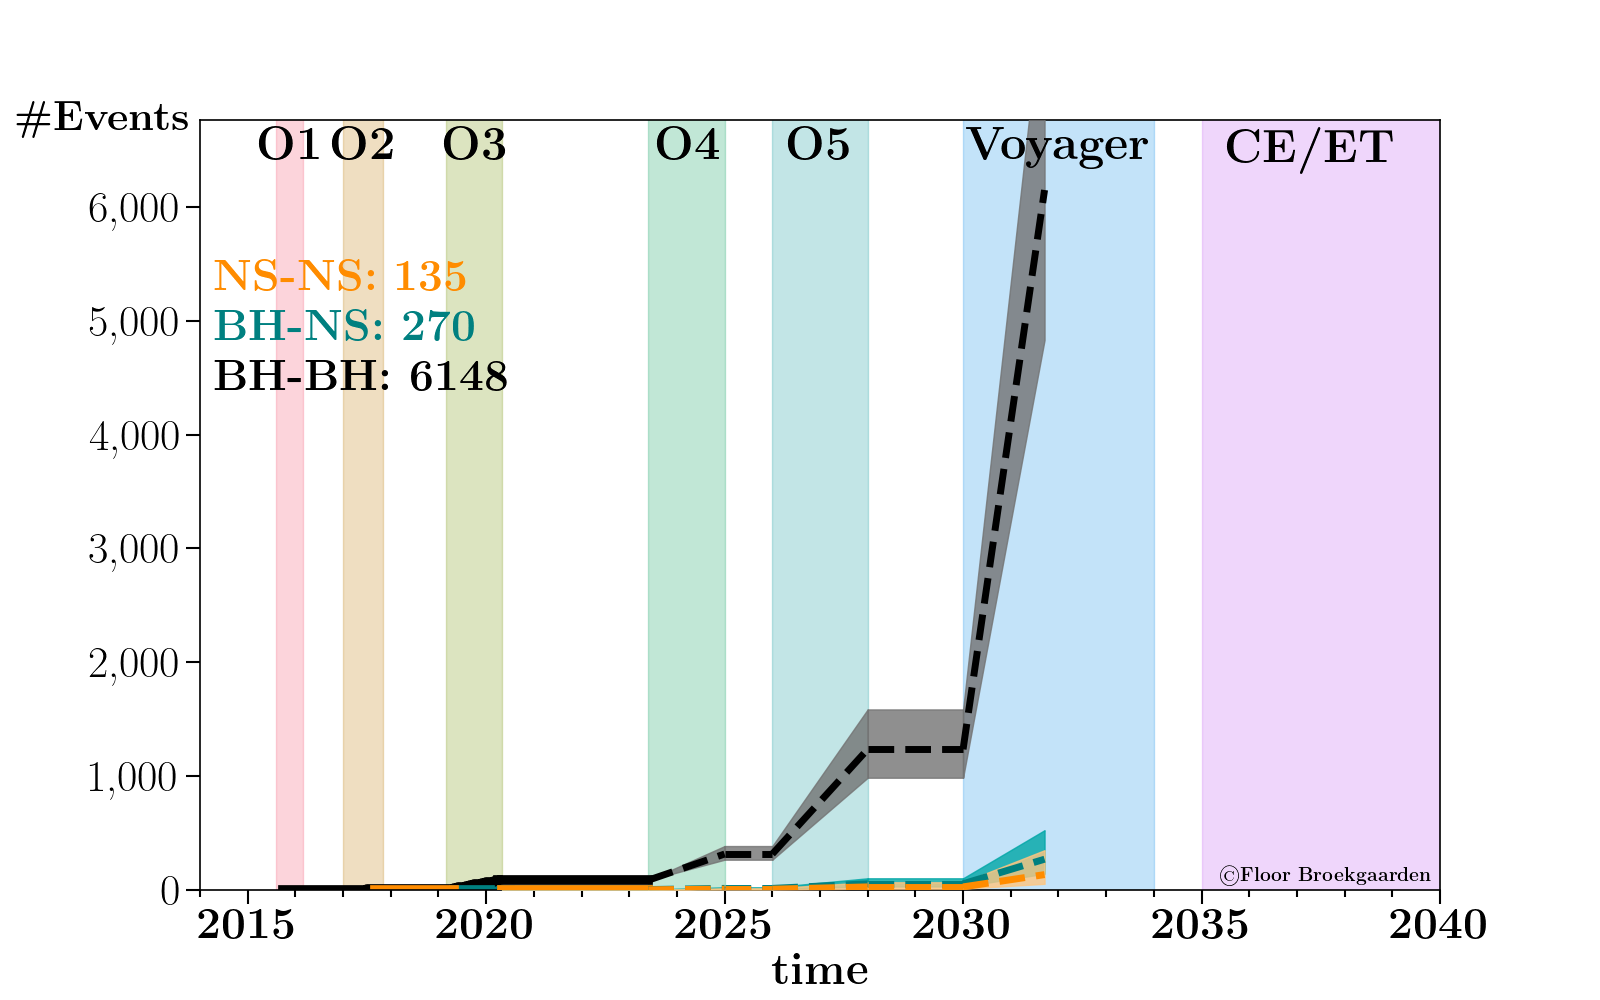 #Events
O1 O2 O3 O4 O5 Voyager CE/ET
6,000
NS-NS: 135
5,000
BH-NS: 270
BH-BH: 6148
4,000
3,000
2,000
1,000
0
©Floor Broekgaarden
2015 2020 2025 2030 2035 2040
time